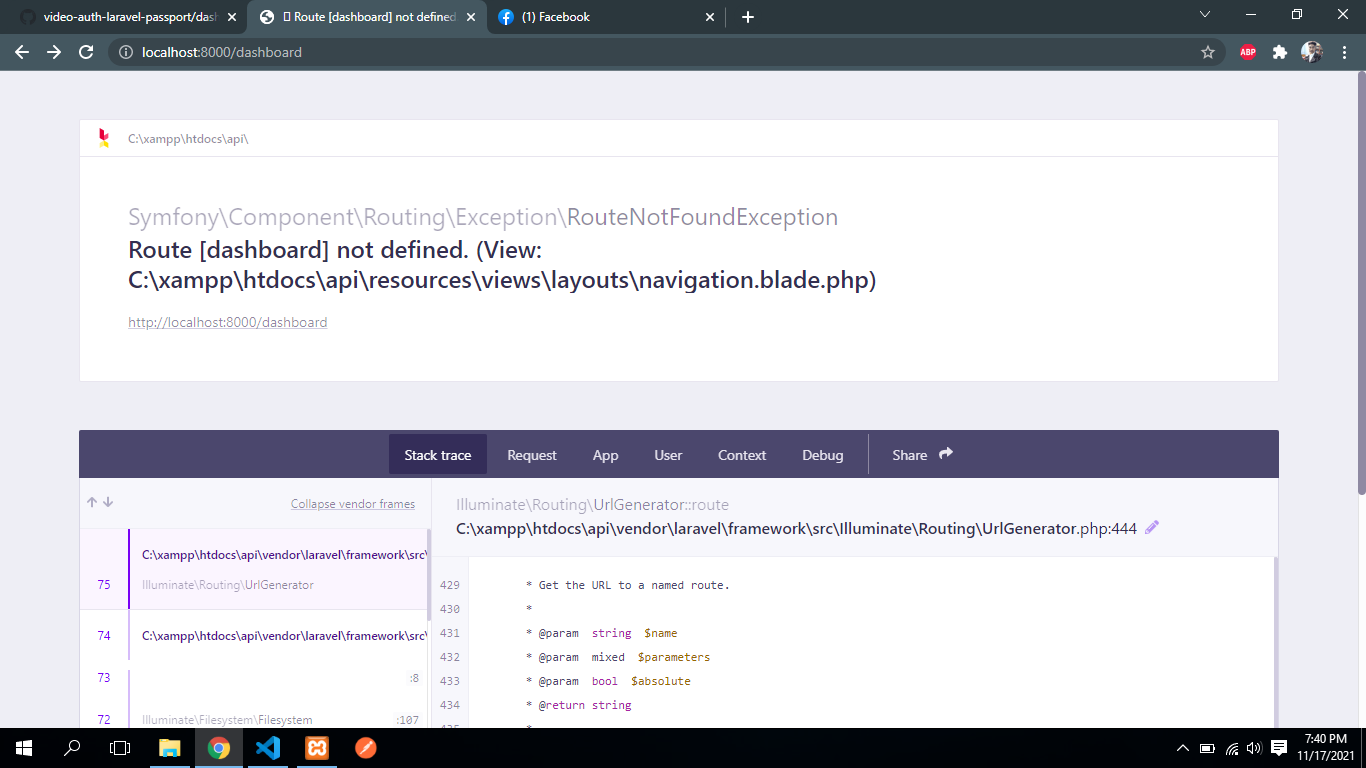 video-auth-laravel-passport/dash
Route [dashboard] not defined.
(1) Facebook
localhost:8000/dashboard
ABP
C:\xampp\htdocs\api\
Symfony\Component\Routing\Exception\RouteNotFoundException
Route [dashboard] not defined. (View:
C:\xampp\htdocs\api\resources\views\layouts\navigation.blade.php)
http://localhost:8000/dashboard
Stack trace
Request
App
User
Context
Debug
Share
Collapse vendor frames
Illuminate\Routing\UrlGenerator::route
C:\xampp\htdocs\api\vendor\laravel\framework\src\Illuminate\Routing\UrlGenerator.php:444
C:\xampp\htdocs\api\vendor\laravel\framework\src\
75 Illuminate\Routing\UrlGenerator
74 C:\xampp\htdocs\api\vendor\laravel\framework\src\
73 :8
72 Illuminate\Filesystem\Filesystem :107
429 * Get the URL to a named route.
430 *
431 * @param string $name
432 * @param mixed $parameters
433 * @param bool $absolute
434 * @return string
435 *
7:40 PM
11/17/2021